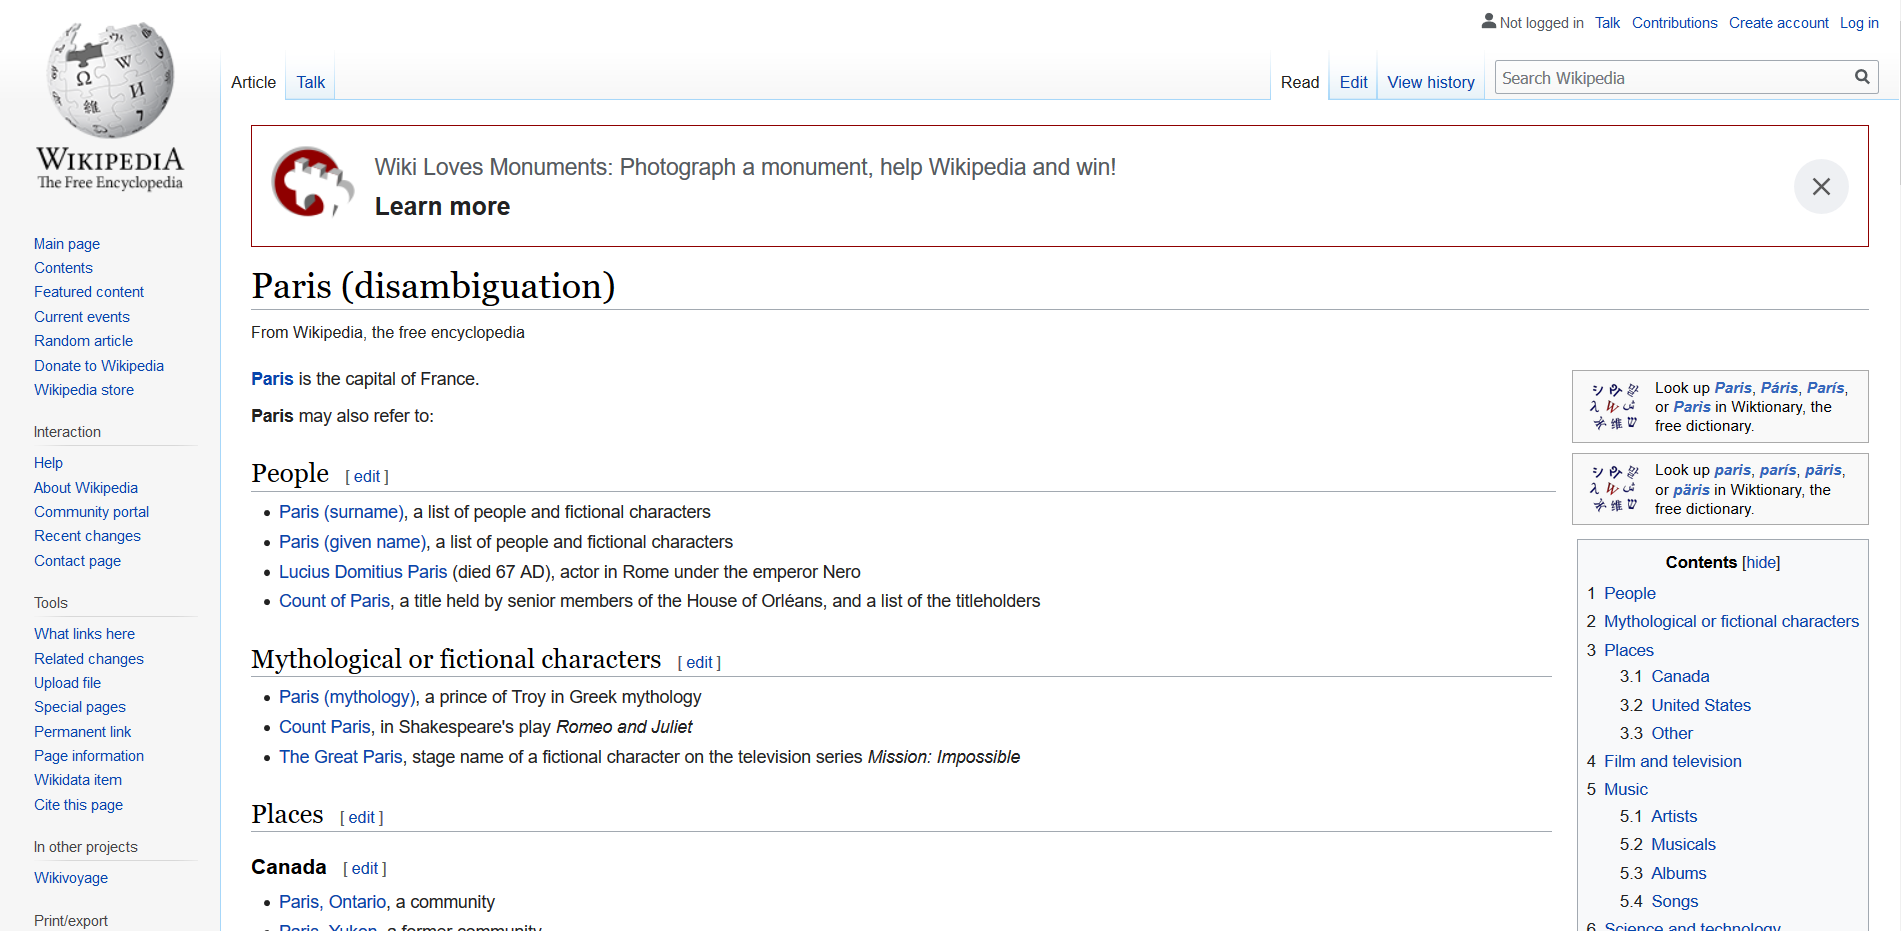 Not logged in Talk Contributions Create account Log in
Article Talk Read Edit View history Search Wikipedia
WIKIPEDIA
The Free Encyclopedia
Main page
Contents
Featured content
Current events
Random article
Donate to Wikipedia
Wikipedia store
Interaction
Help
About Wikipedia
Community portal
Recent changes
Contact page
Tools
What links here
Related changes
Upload file
Special pages
Permanent link
Page information
Wikidata item
Cite this page
In other projects
Wikivoyage
Print/export
Wiki Loves Monuments: Photograph a monument, help Wikipedia and win!
Learn more
Paris (disambiguation)
From Wikipedia, the free encyclopedia
Paris is the capital of France.
Paris may also refer to:
People [ edit ]
• Paris (surname), a list of people and fictional characters
• Paris (given name), a list of people and fictional characters
• Lucius Domitius Paris (died 67 AD), actor in Rome under the emperor Nero
• Count of Paris, a title held by senior members of the House of Orléans, and a list of the titleholders
Mythological or fictional characters [ edit ]
• Paris (mythology), a prince of Troy in Greek mythology
• Count Paris, in Shakespeare's play Romeo and Juliet
• The Great Paris, stage name of a fictional character on the television series Mission: Impossible
Places [ edit ]
Canada [ edit ]
• Paris, Ontario, a community
• Paris, Yukon, a former community
Look up Paris, Páris, París,
or Parìs in Wiktionary, the
free dictionary.
Look up paris, parís, pāris,
or päris in Wiktionary, the
free dictionary.
Contents [hide]
1 People
2 Mythological or fictional characters
3 Places
3.1 Canada
3.2 United States
3.3 Other
4 Film and television
5 Music
5.1 Artists
5.2 Musicals
5.3 Albums
5.4 Songs
6 Science and technology